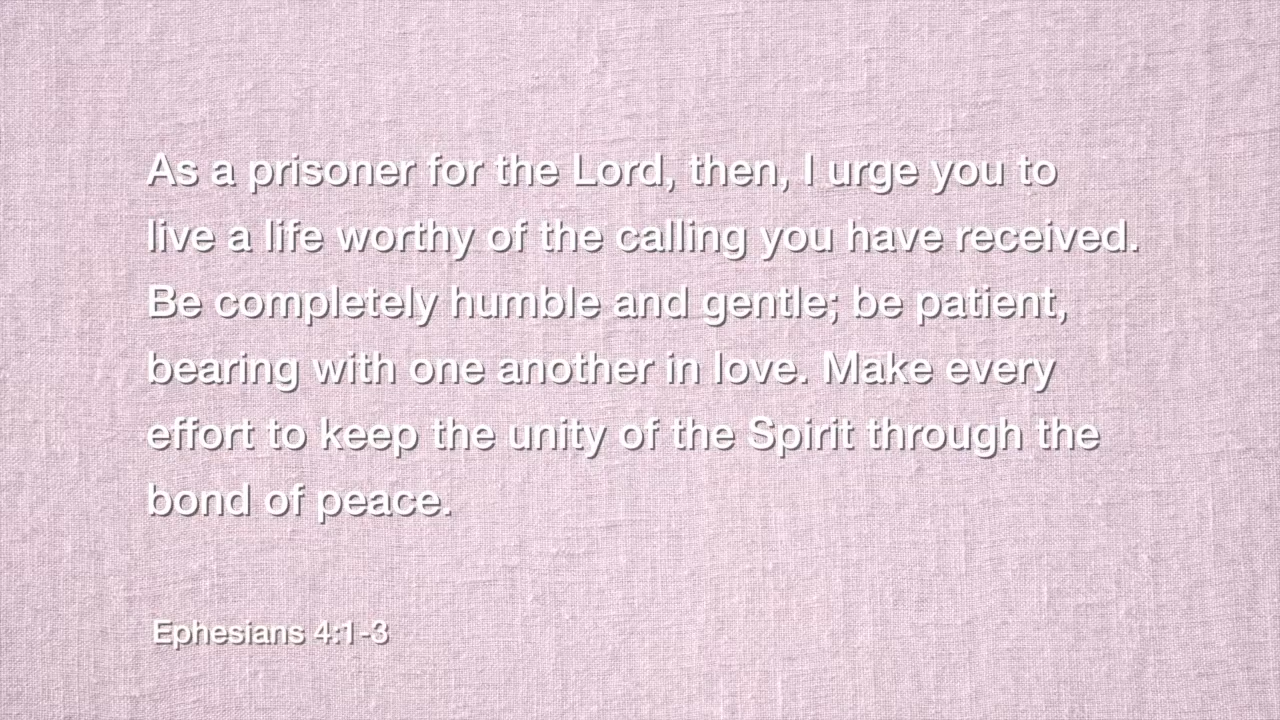 As a prisoner for the Lord, then, I urge you to
live a life worthy of the calling you have received.
Be completely humble and gentle; be patient,
bearing with one another in love. Make every
effort to keep the unity of the Spirit through the
bond of peace.
Ephesians 4:1-3